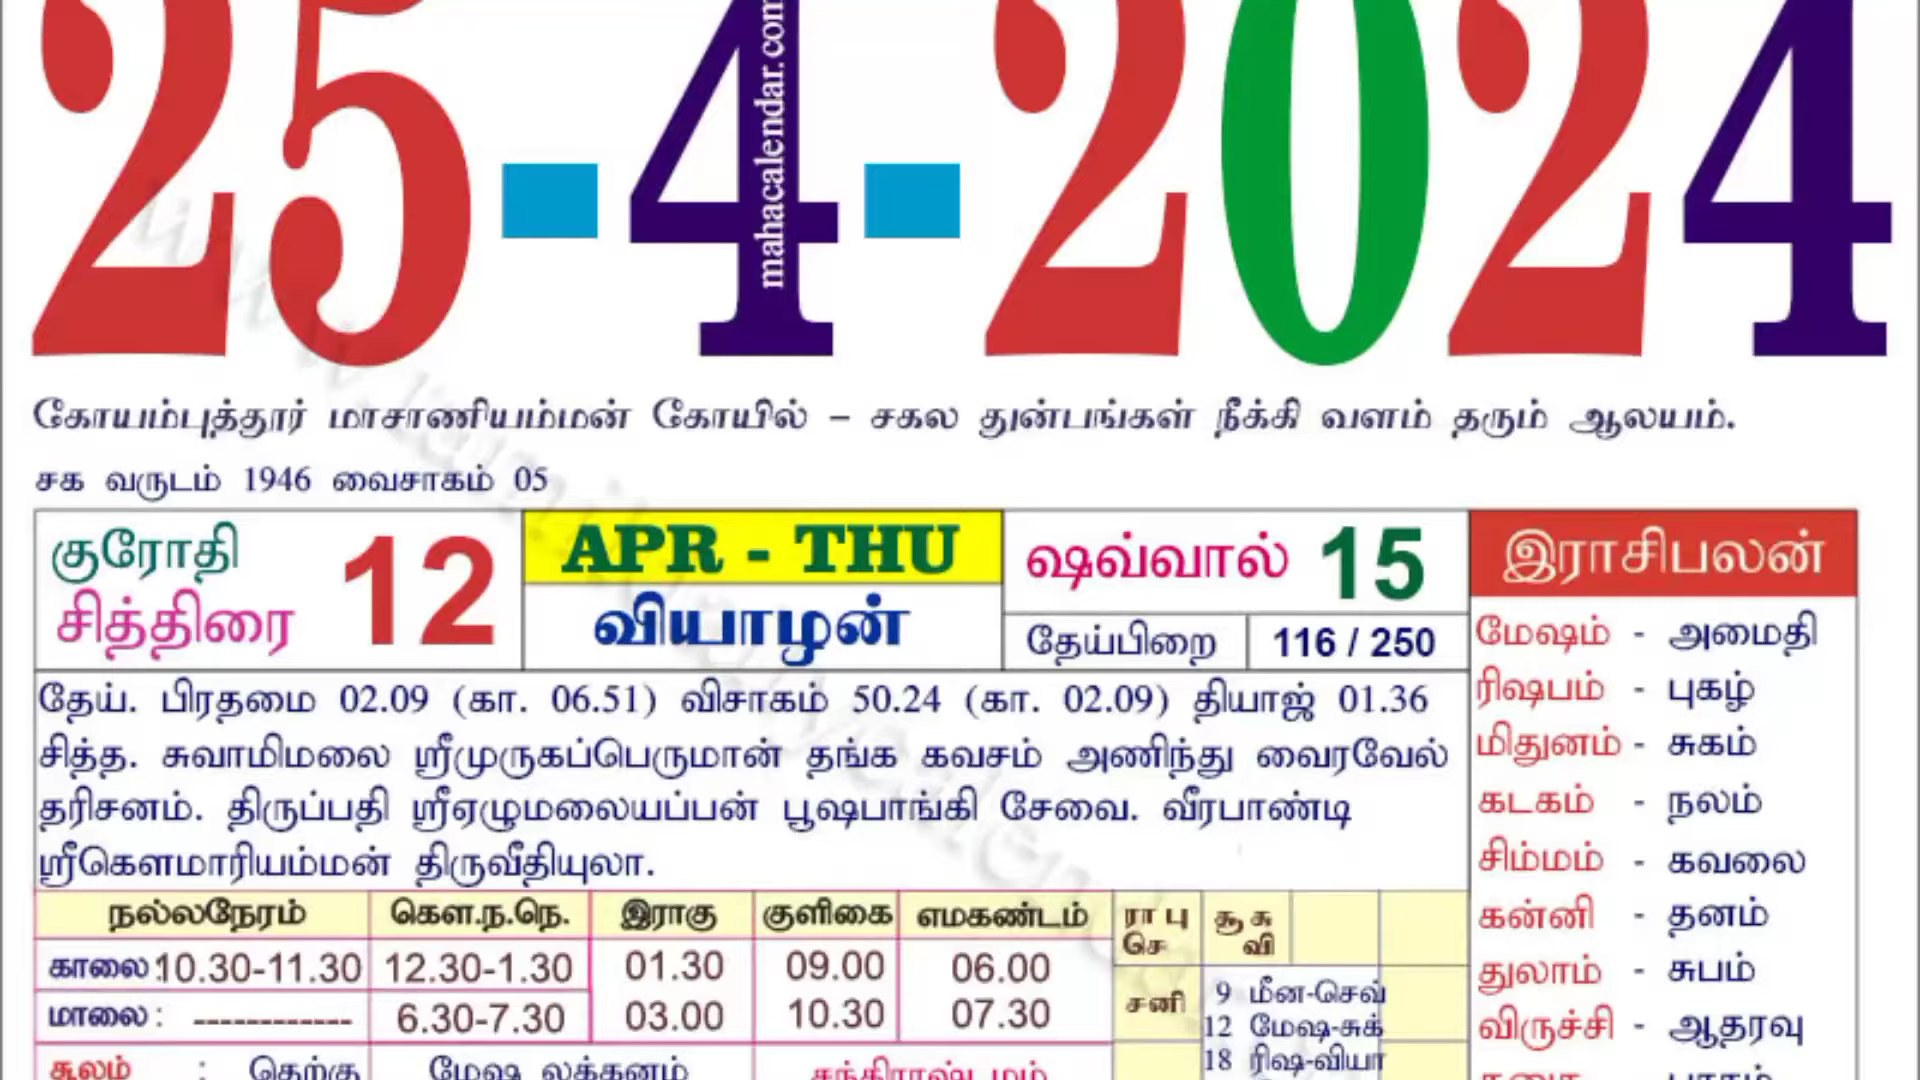 25-4-2024
mahacalendar.com
கோயம்புத்தூர் மாசாணியம்மன் கோயில் – சகல துன்பங்கள் நீக்கி வளம் தரும் ஆலயம்.
சக வருடம் 1946 வைசாகம் 05
குரோதி
சித்திரை 12
APR - THU
வியாழன்
ஷவ்வால் 15
தேய்பிறை 116 / 250
தேய். பிரதமை 02.09 (கா. 06.51) விசாகம் 50.24 (கா. 02.09) தியாஜ் 01.36
சித்த. சுவாமிமலை ஸ்ரீமுருகப்பெருமான் தங்க கவசம் அணிந்து வைரவேல்
தரிசனம். திருப்பதி ஸ்ரீஏழுமலையப்பன் பூஷபாங்கி சேவை. வீரபாண்டி
ஸ்ரீகௌமாரியம்மன் திருவீதியுலா.
நல்லநேரம் கௌ.ந.நெ. இராகு குளிகை எமகண்டம்
காலை: 10.30-11.30 12.30-1.30 01.30 09.00 06.00
மாலை: ------------ 6.30-7.30 03.00 10.30 07.30
சூலம் : தெற்கு மேஷ லக்கனம் சந்திராஷ்டமம்
ரா பு சூ சு
செ வி
சனி
9 மீன-செவ்
12 மேஷ-சுக்
18 ரிஷ-வியா
இராசிபலன்
மேஷம் - அமைதி
ரிஷபம் - புகழ்
மிதுனம் - சுகம்
கடகம் - நலம்
சிம்மம் - கவலை
கன்னி - தனம்
துலாம் - சுபம்
விருச்சி - ஆதரவு